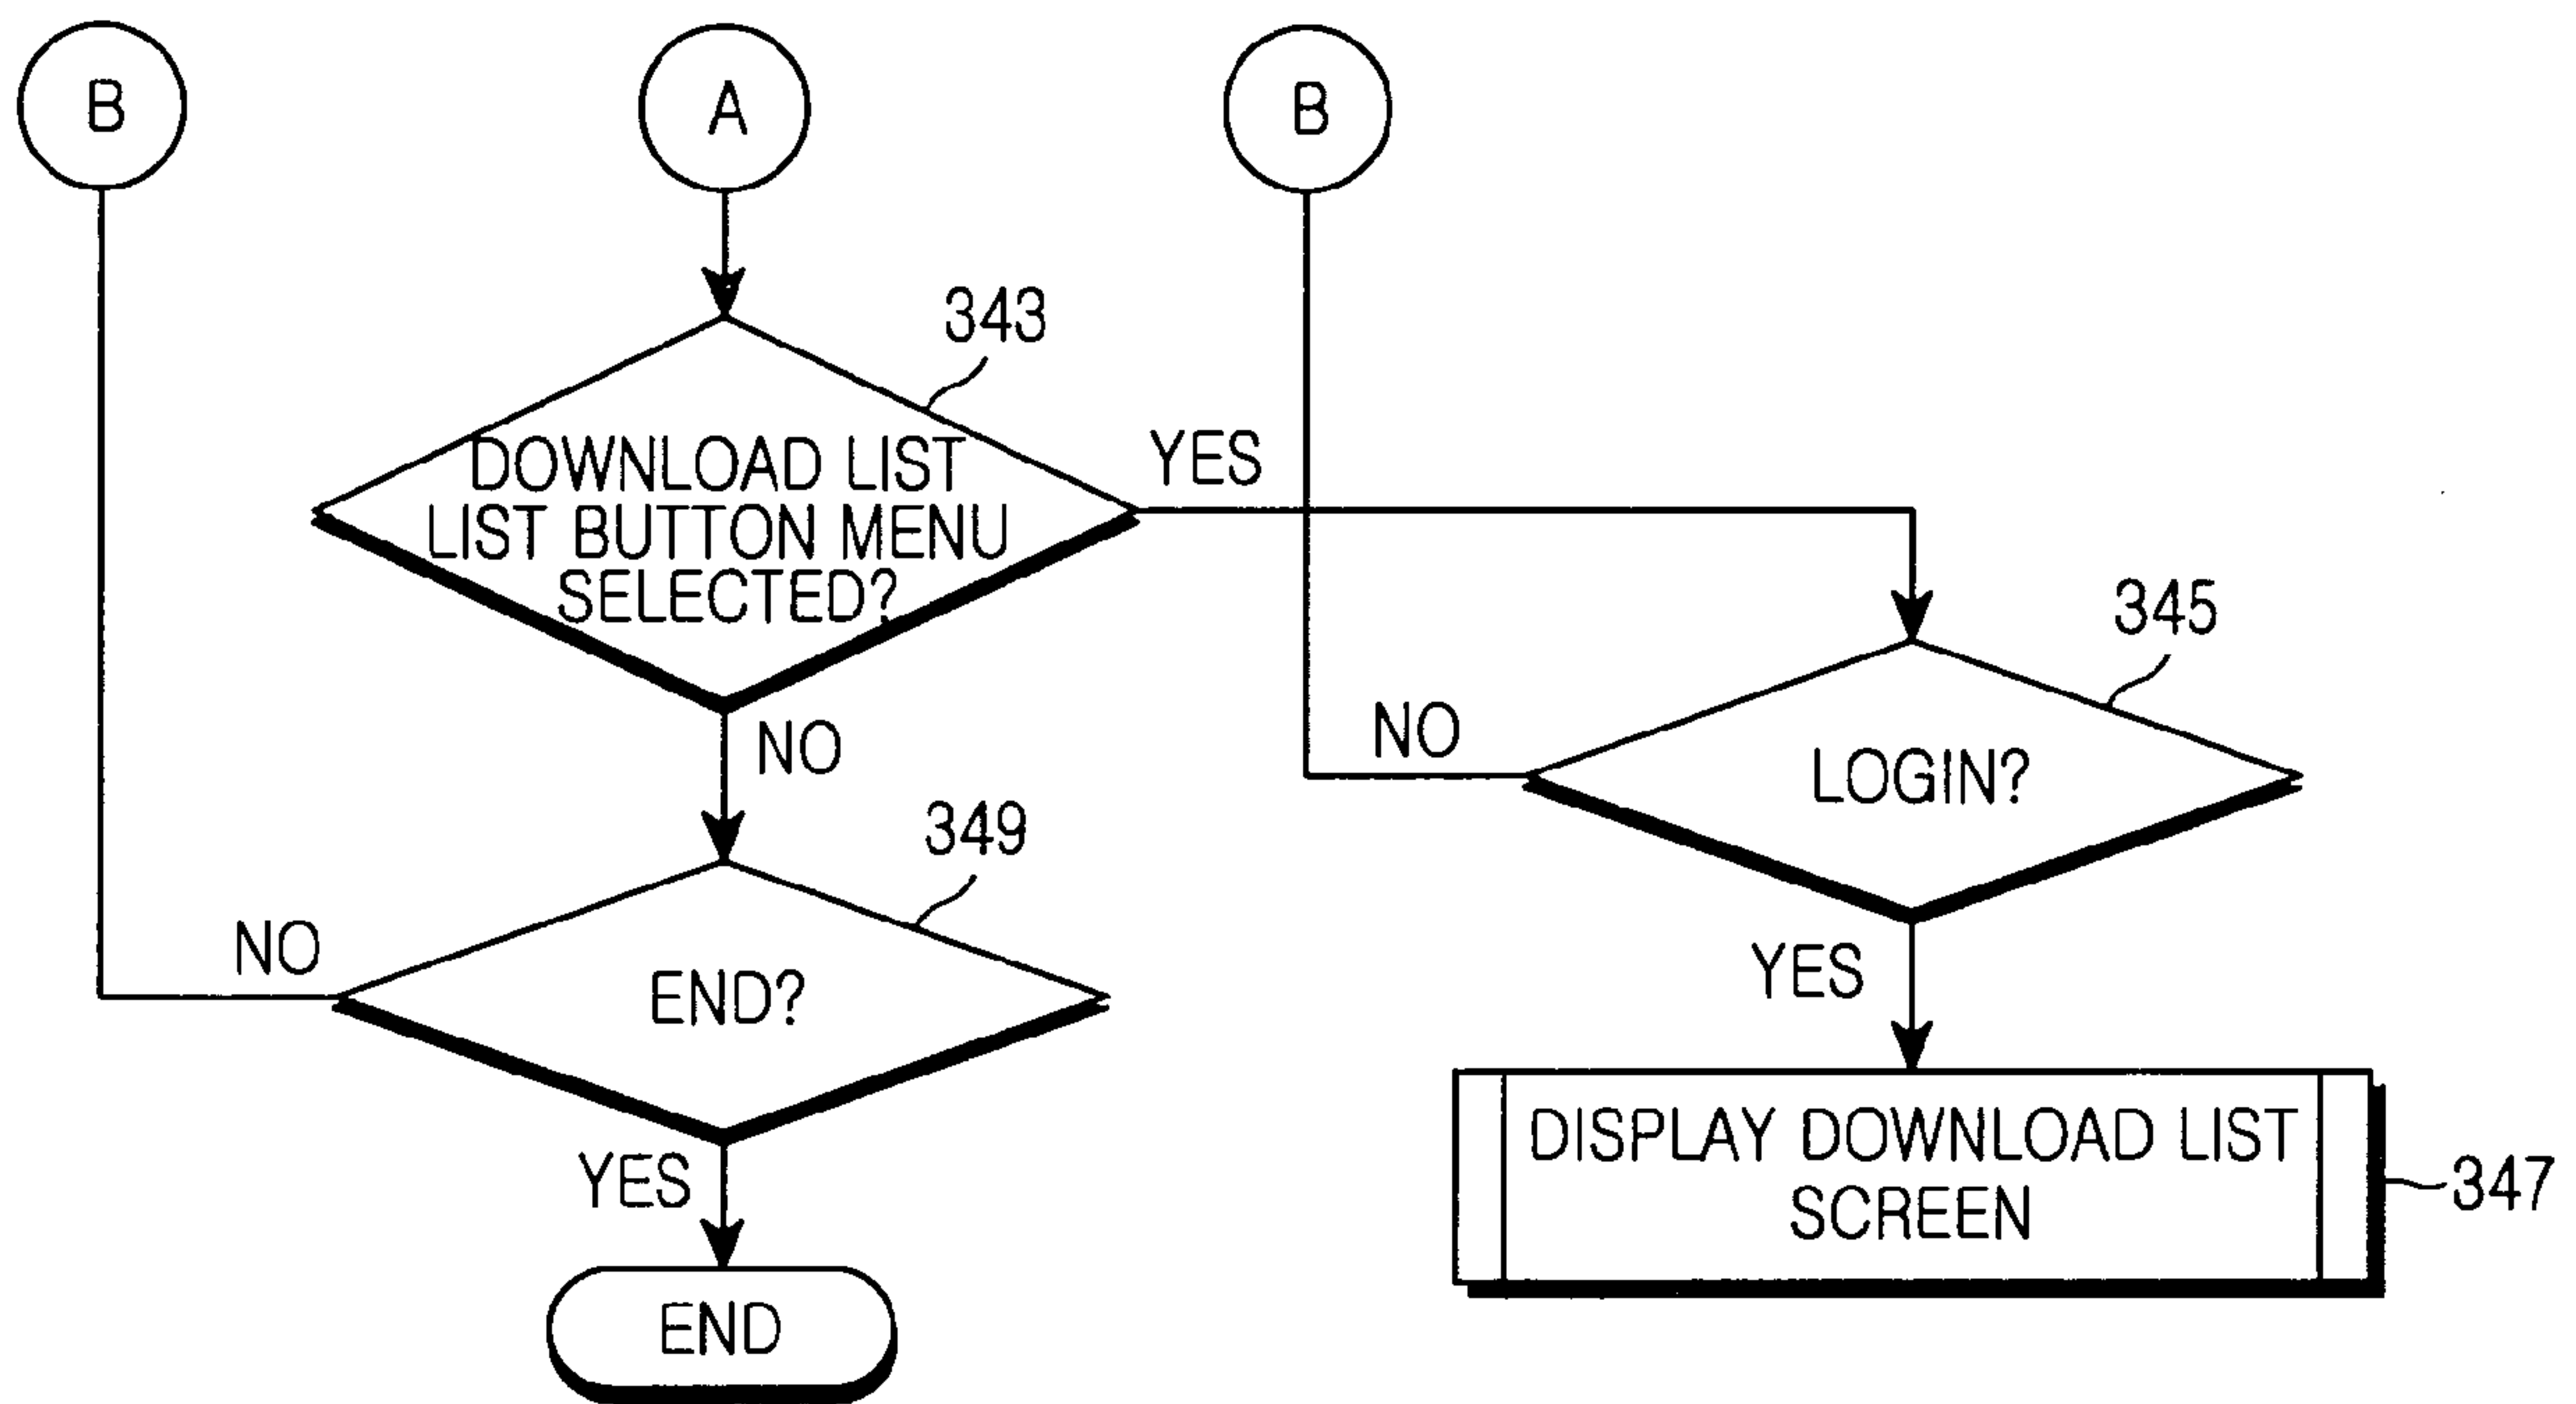 B
A
B
343
DOWNLOAD LIST
LIST BUTTON MENU
SELECTED?
YES
345
NO
LOGIN?
NO
349
NO
END?
YES
YES
DISPLAY DOWNLOAD LIST
SCREEN
347
END